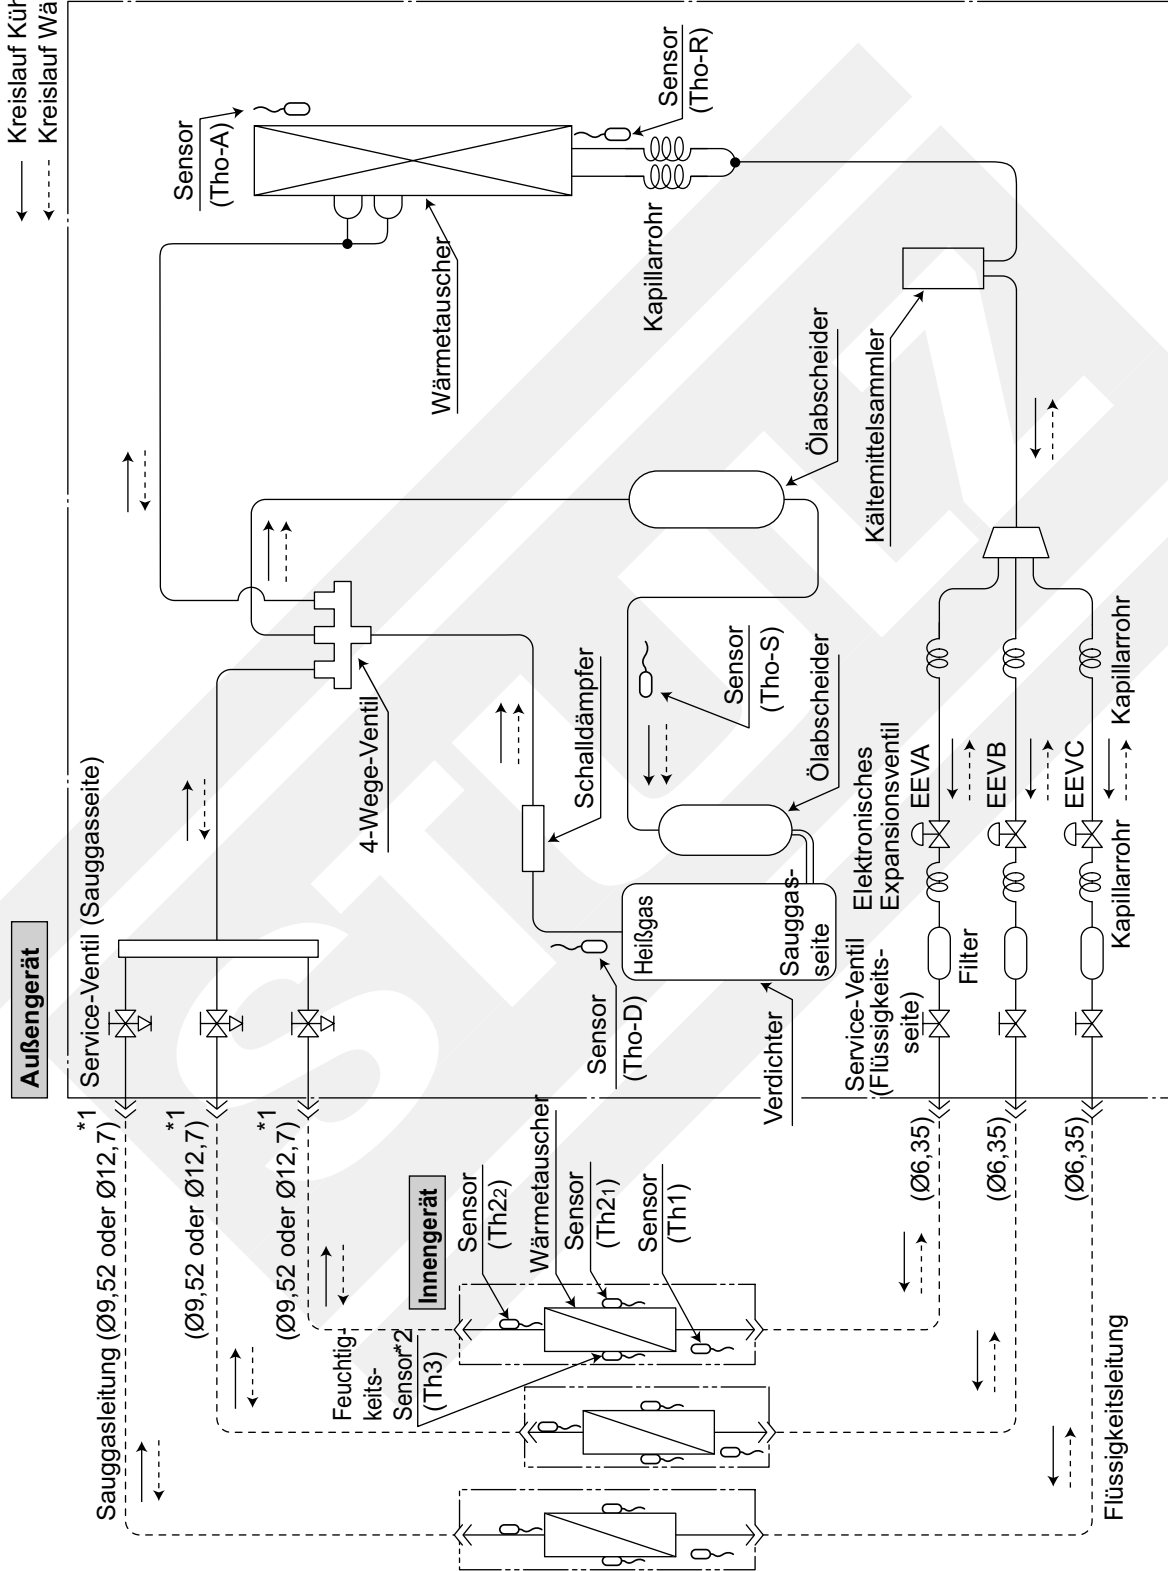 Kreislauf Küh
Kreislauf Wä
Außengerät
Service-Ventil (Sauggasseite)
Sensor
(Tho-A)
Sensor
(Tho-R)
Wärmetauscher
Kapillarrohr
4-Wege-Ventil
Ölabscheider
Kältemittelsammler
Schalldämpfer
Sensor
(Tho-S)
Ölabscheider
Heißgas
Sauggas-
seite
Sensor
(Tho-D)
Verdichter
Elektronisches
Expansionsventil
EEVA
EEVB
EEVC
Kapillarrohr
Kapillarrohr
Filter
Service-Ventil
(Flüssigkeits-
seite)
*1
*1
*1
Sauggasleitung (Ø9,52 oder Ø12,7)
(Ø9,52 oder Ø12,7)
(Ø9,52 oder Ø12,7)
Innengerät
Sensor
(Th22)
Wärmetauscher
Sensor
(Th21)
Sensor
(Th1)
Feuchtig-
keits-
Sensor*2
(Th3)
(Ø6,35)
(Ø6,35)
(Ø6,35)
Flüssigkeitsleitung
STULZ